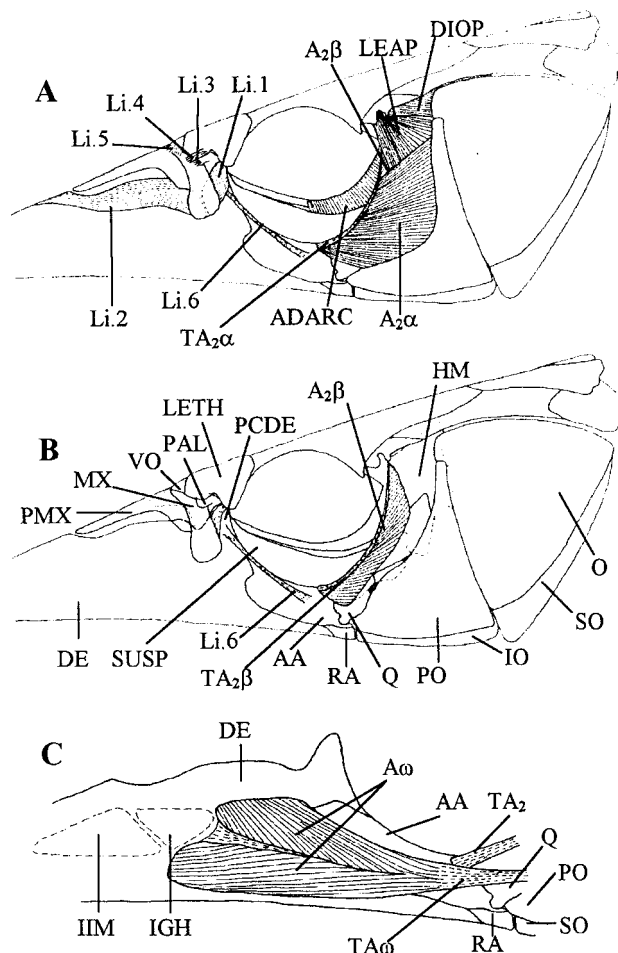 A
DIOP
A₂β LEAP
Li.3
Li.4 Li.1
Li.5
Li.6
Li.2 ADARC A₂α
TA₂α
B
HM
A₂β
LETH
PAL PCDE
VO
MX
PMX
O
SO
Li.6
DE SUSP AA Q IO
TA₂β RA PO
C
DE
Aω
AA TA₂
Q
PO
SO
IIM IGH RA
TAω